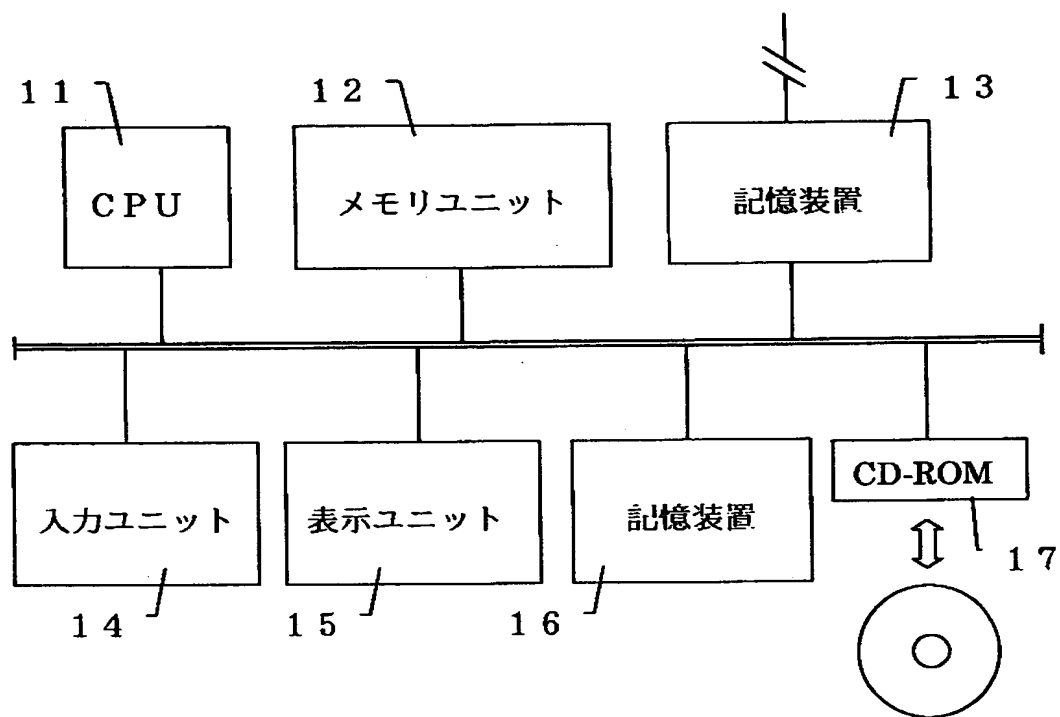 １１
１２
１３
ＣＰＵ
メモリユニット
記憶装置
入力ユニット
表示ユニット
記憶装置
CD-ROM
１４
１５
１６
１７